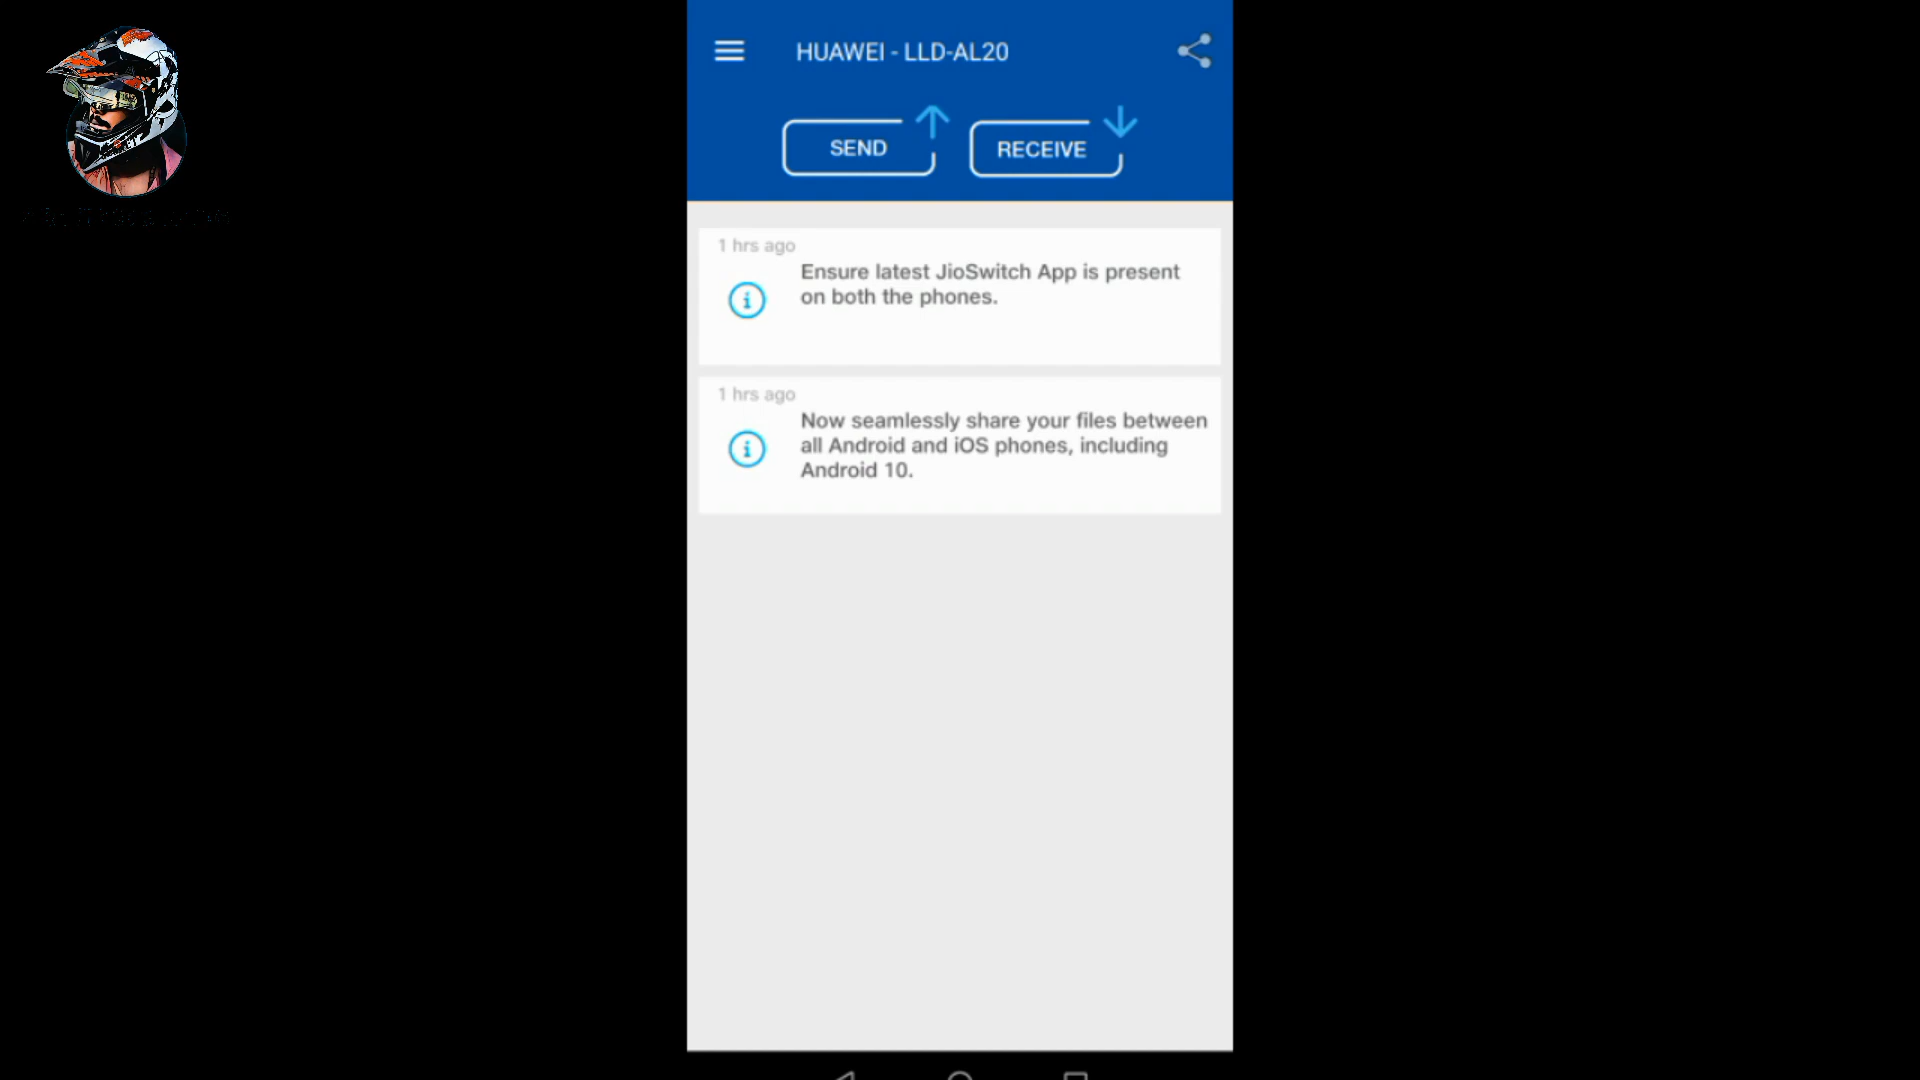 HUAWEI - LLD-AL20
SEND
RECEIVE
1 hrs ago
Ensure latest JioSwitch App is present
on both the phones.
1 hrs ago
Now seamlessly share your files between
all Android and iOS phones, including
Android 10.